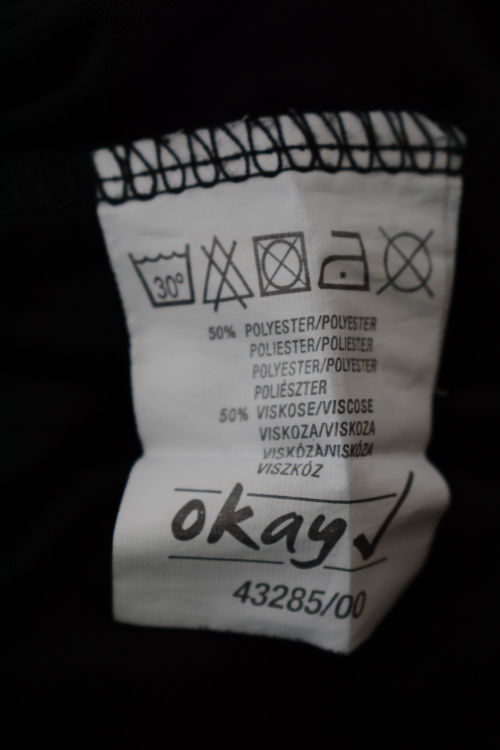 30°
50% POLYESTER/POLYESTER
POLIESTER/POLIESTER
POLYESTER/POLYESTER
POLIÉSZTER
50% VISKOSE/VISCOSE
VISKOZA/VISKOZA
VISKÓZA/VISKÓZA
VISZKÓZ
okay
43285/00